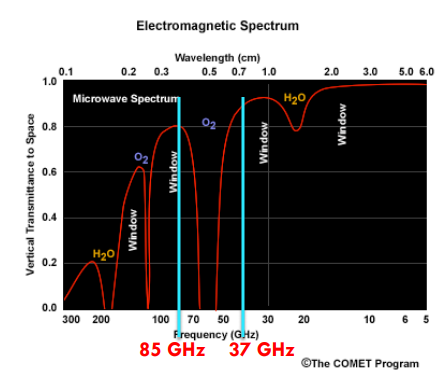 Electromagnetic Spectrum
Wavelength (cm)
0.1 0.2 0.3 0.5 0.7 1.0 2.0 3.0 5.0 6.0
Microwave Spectrum
Vertical Transmittance to Space
1.0
0.8
0.6
0.4
0.2
0.0
H2O
O2
O2
H2O
Window
Window
Window
Window
300 200 100 70 50 30 20 10 6 5
Frequency (GHz)
85 GHz 37 GHz
©The COMET Program